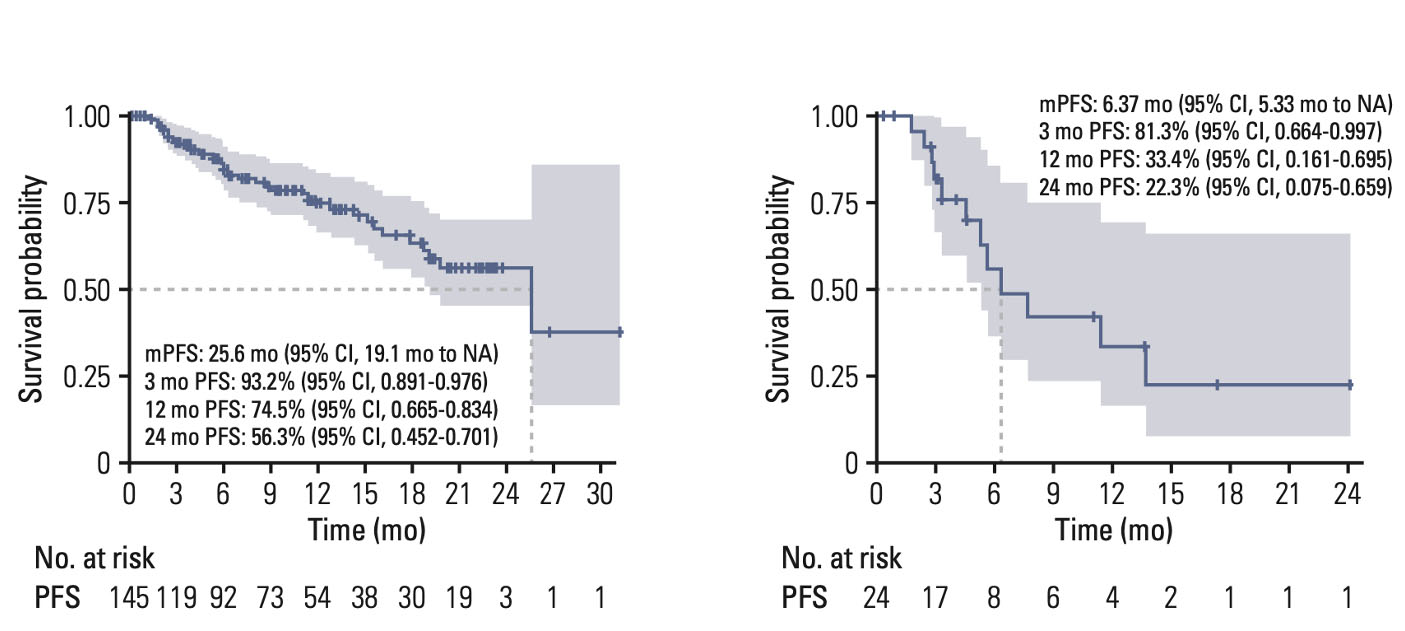 1.00
0.75
0.50
0.25
0
Survival probability
mPFS: 25.6 mo (95% CI, 19.1 mo to NA)
3 mo PFS: 93.2% (95% CI, 0.891-0.976)
12 mo PFS: 74.5% (95% CI, 0.665-0.834)
24 mo PFS: 56.3% (95% CI, 0.452-0.701)
0 3 6 9 12 15 18 21 24 27 30
Time (mo)
No. at risk
PFS 145 119 92 73 54 38 30 19 3 1 1
mPFS: 6.37 mo (95% CI, 5.33 mo to NA)
3 mo PFS: 81.3% (95% CI, 0.664-0.997)
12 mo PFS: 33.4% (95% CI, 0.161-0.695)
24 mo PFS: 22.3% (95% CI, 0.075-0.659)
1.00
0.75
0.50
0.25
0
Survival probability
0 3 6 9 12 15 18 21 24
Time (mo)
No. at risk
PFS 24 17 8 6 4 2 1 1 1